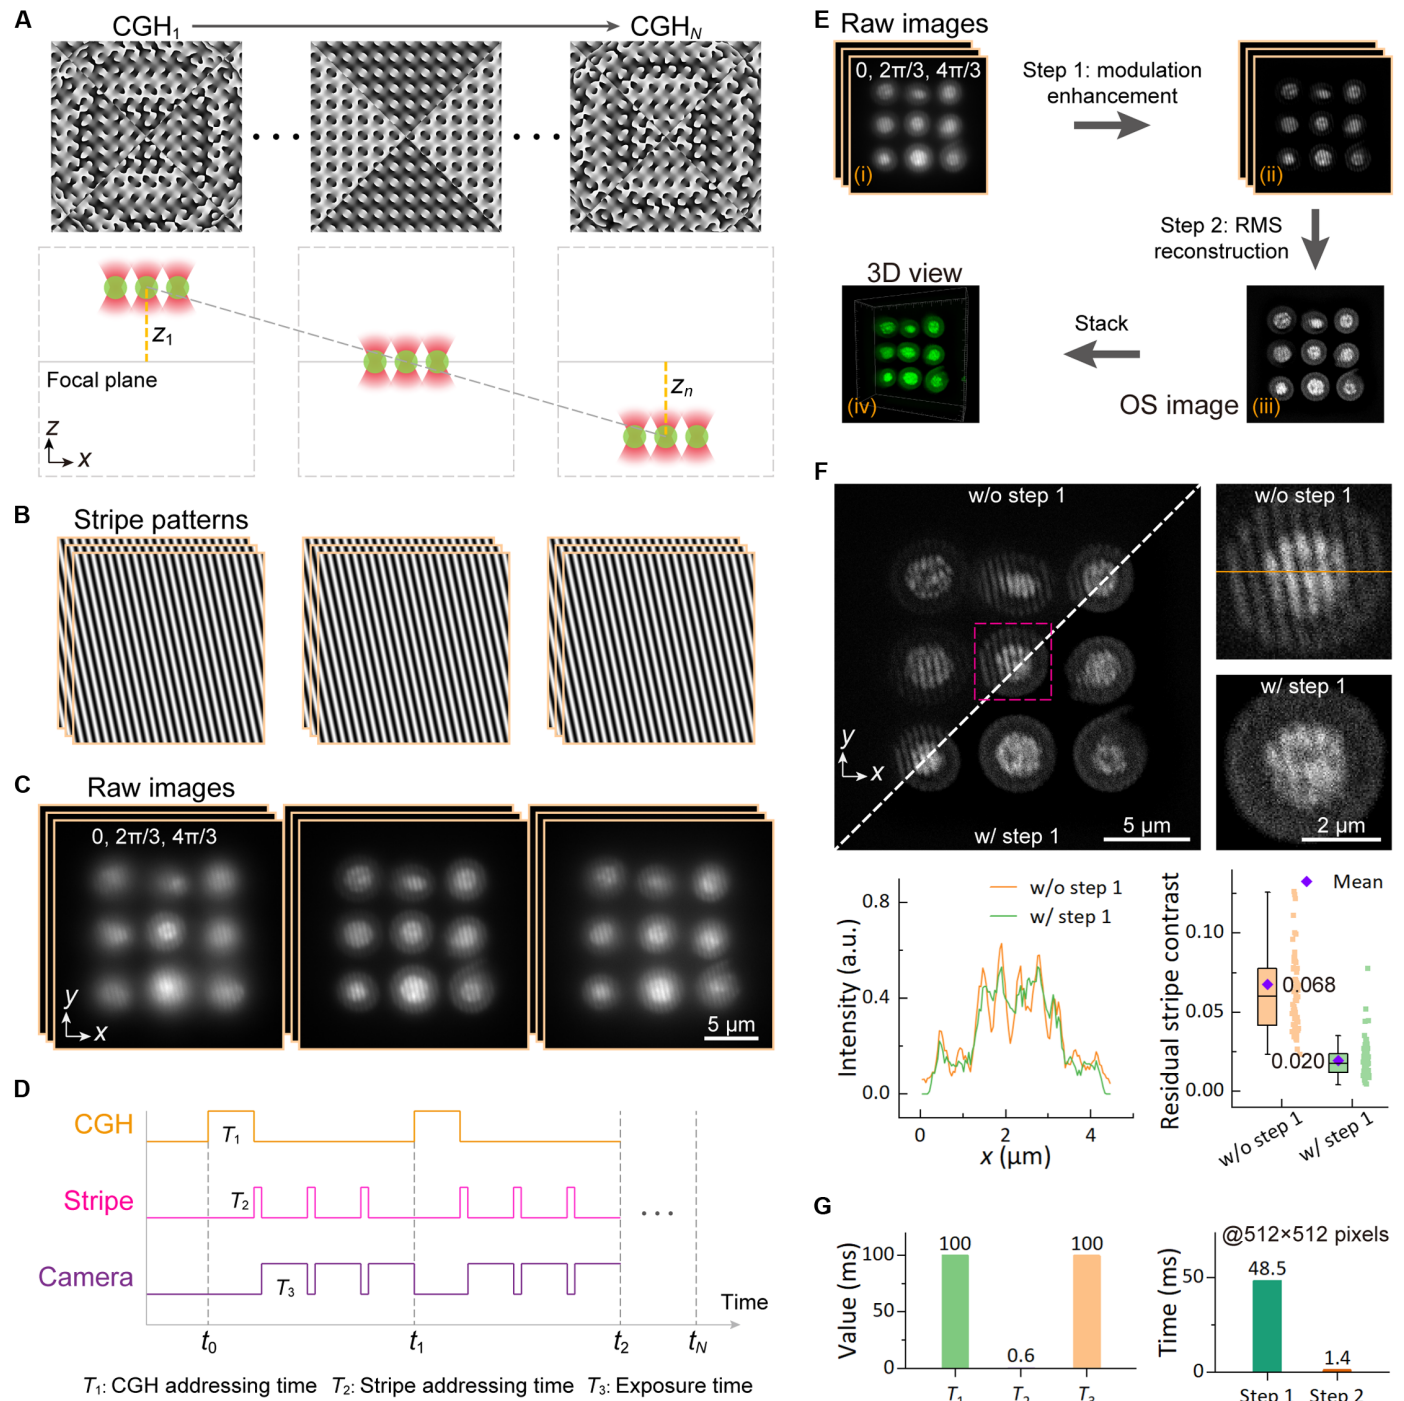 A
CGH1
CGHN
z1
Focal plane
zn
z
x
B
Stripe patterns
C
Raw images
0, 2π/3, 4π/3
y
x
5 μm
D
CGH
T1
Stripe
T2
Camera
T3
Time
t0
t1
t2
tN
T1: CGH addressing time T2: Stripe addressing time T3: Exposure time
E
Raw images
0, 2π/3, 4π/3
(i)
Step 1: modulation
enhancement
(ii)
Step 2: RMS
reconstruction
3D view
(iv)
Stack
OS image
(iii)
F
w/o step 1
y
x
w/ step 1
5 μm
w/o step 1
w/ step 1
2 μm
Intensity (a.u.)
0.8
0.4
0.0
w/o step 1
w/ step 1
0
2
4
x (μm)
Residual stripe contrast
0.10
0.05
0.00
Mean
0.068
0.020
w/o step 1
w/ step 1
G
Value (ms)
100
50
0
100
0.6
100
T1
T2
T3
@512×512 pixels
Time (ms)
50
0
48.5
1.4
Step 1
Step 2